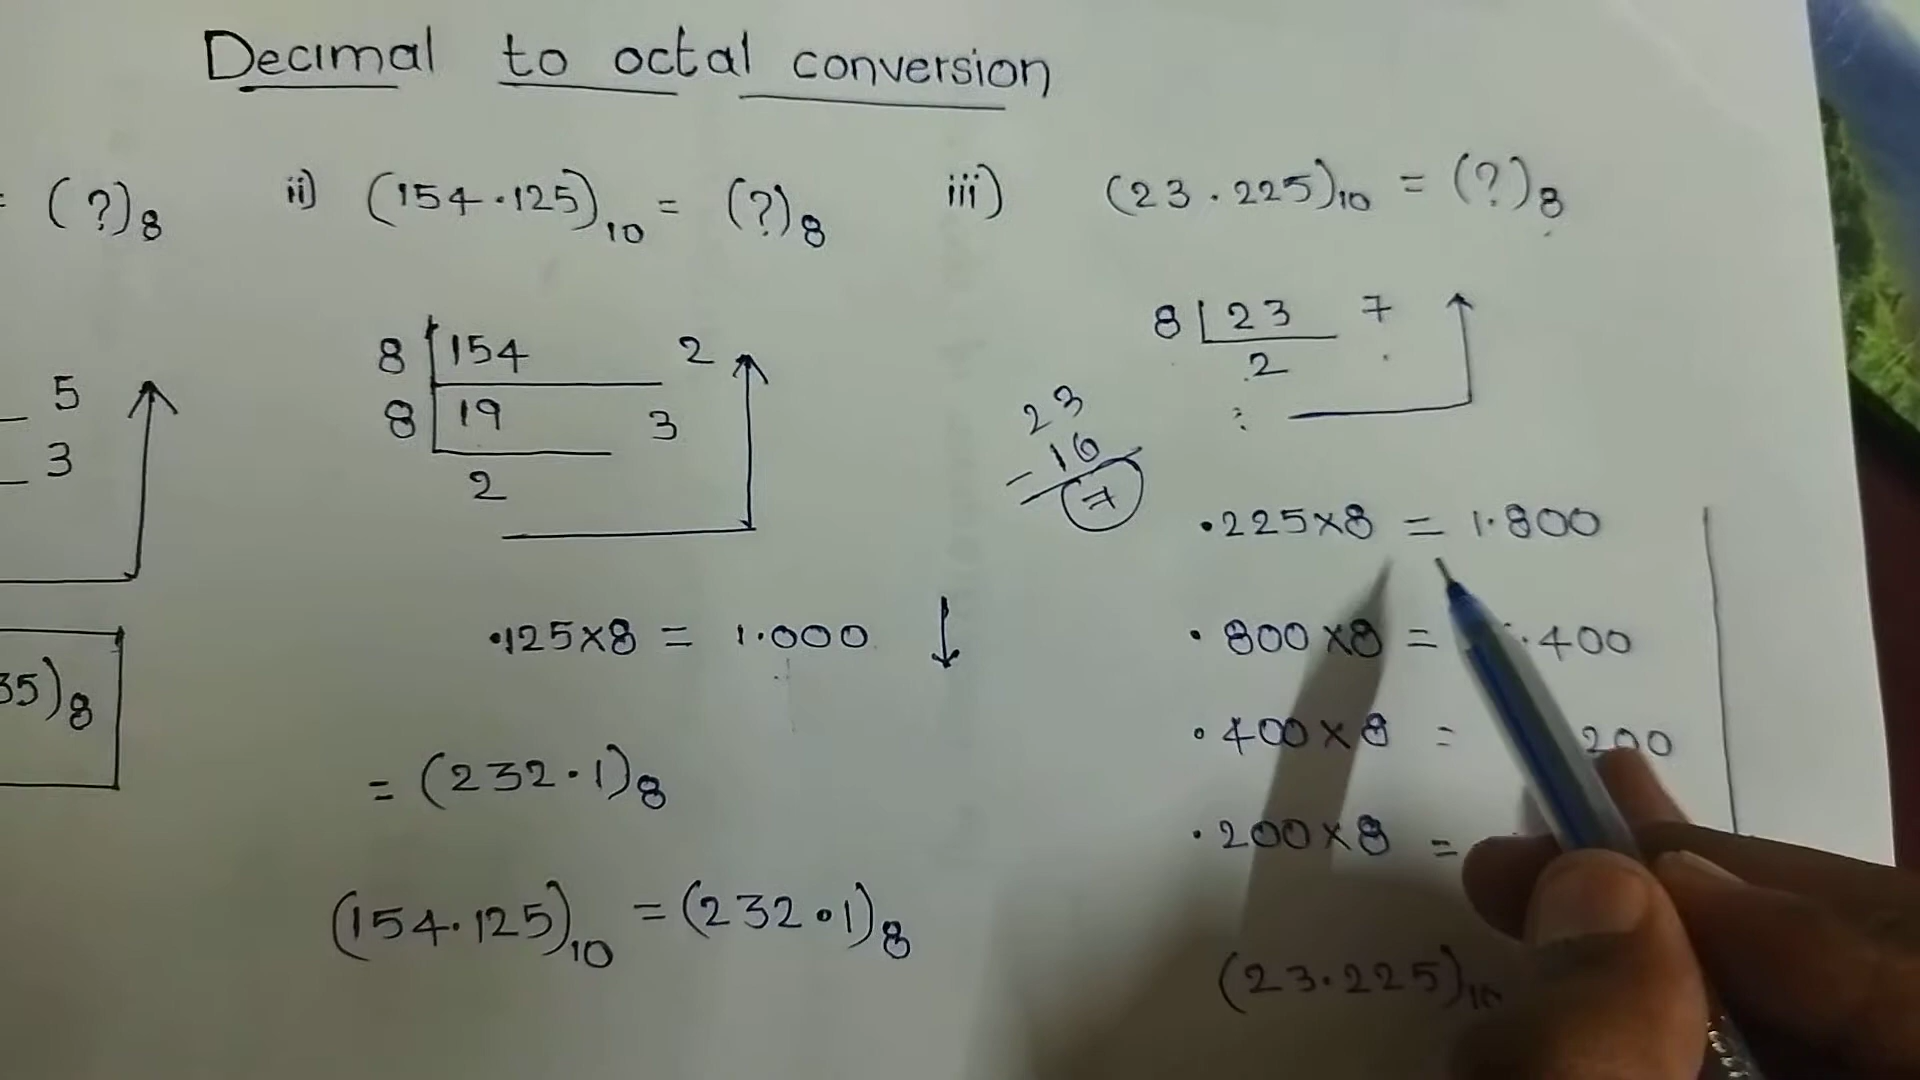 Decimal to octal conversion
= (?)8
5
3
35)8
ii) (154.125)10 = (?)8
8 154 2
8 19 3
2
.125x8 = 1.000 ↓
= (232.1)8
(154.125)10 = (232.1)8
iii) (23.225)10 = (?)8
8 23 7
2
23
- 16
7
.225x8 = 1.800
.800x8 = .400
.400x8 = 200
.200x8 =
(23.225)10